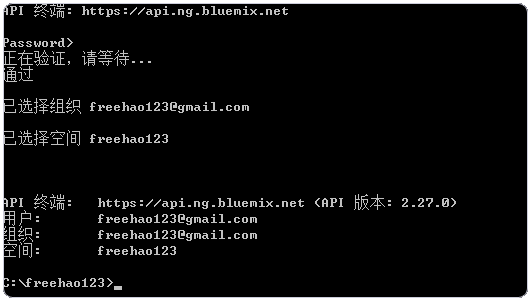 API 终端: https://api.ng.bluemix.net
Password>
正在验证，请等待...
通过
已选择组织 freehao123@gmail.com
已选择空间 freehao123
API 终端: https://api.ng.bluemix.net (API 版本: 2.27.0)
用户: freehao123@gmail.com
组织: freehao123@gmail.com
空间: freehao123
C:\freehao123>_